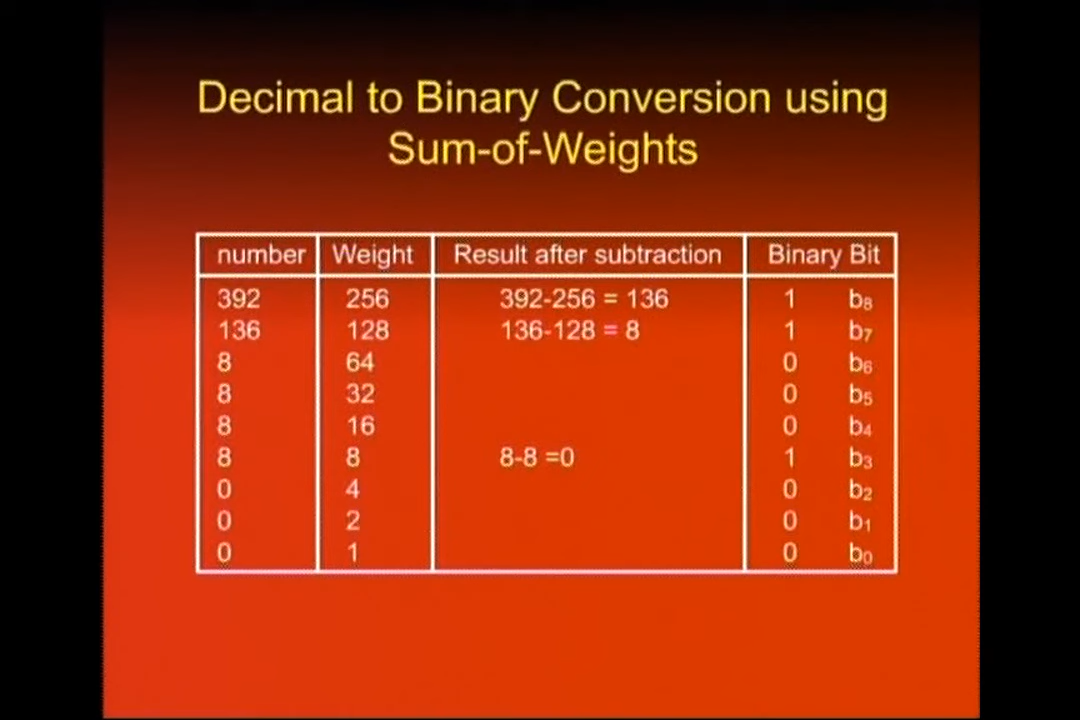 Decimal to Binary Conversion using
Sum-of-Weights
number Weight Result after subtraction Binary Bit
392 256 392-256 = 136 1 b8
136 128 136-128 = 8 1 b7
8 64 0 b6
8 32 0 b5
8 16 0 b4
8 8 8-8 =0 1 b3
0 4 0 b2
0 2 0 b1
0 1 0 b0